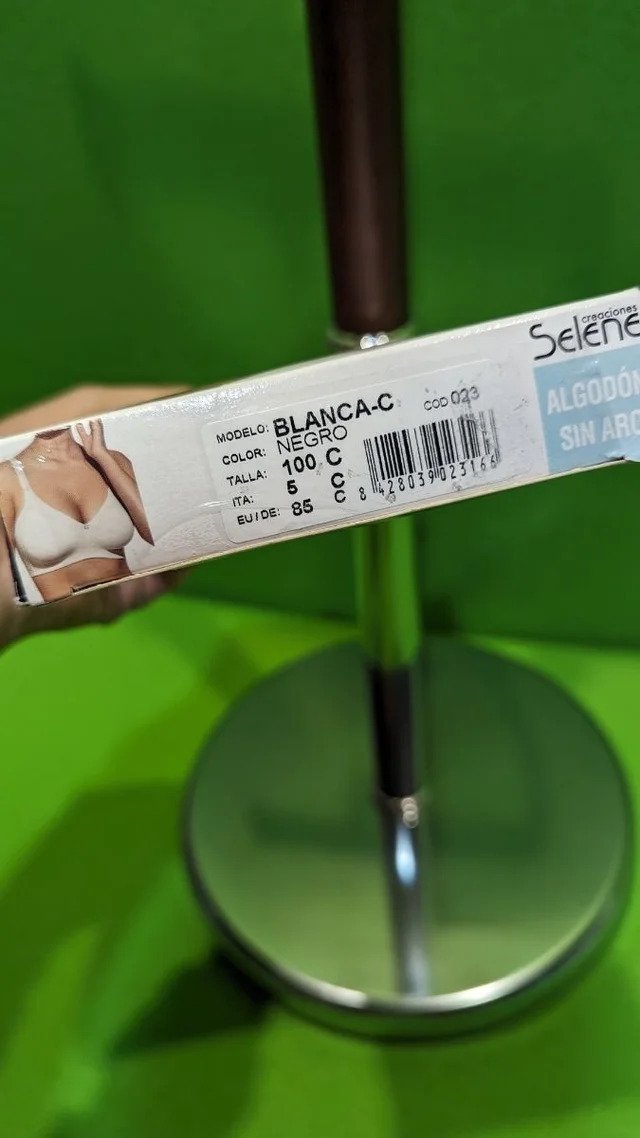 creaciones
Selene
MODELO: BLANCA-C COD 023
COLOR: NEGRO
TALLA: 100 C
ITA: 5 C
EU/DE: 85 C
8 428039 023166
ALGODÓN
SIN ARC